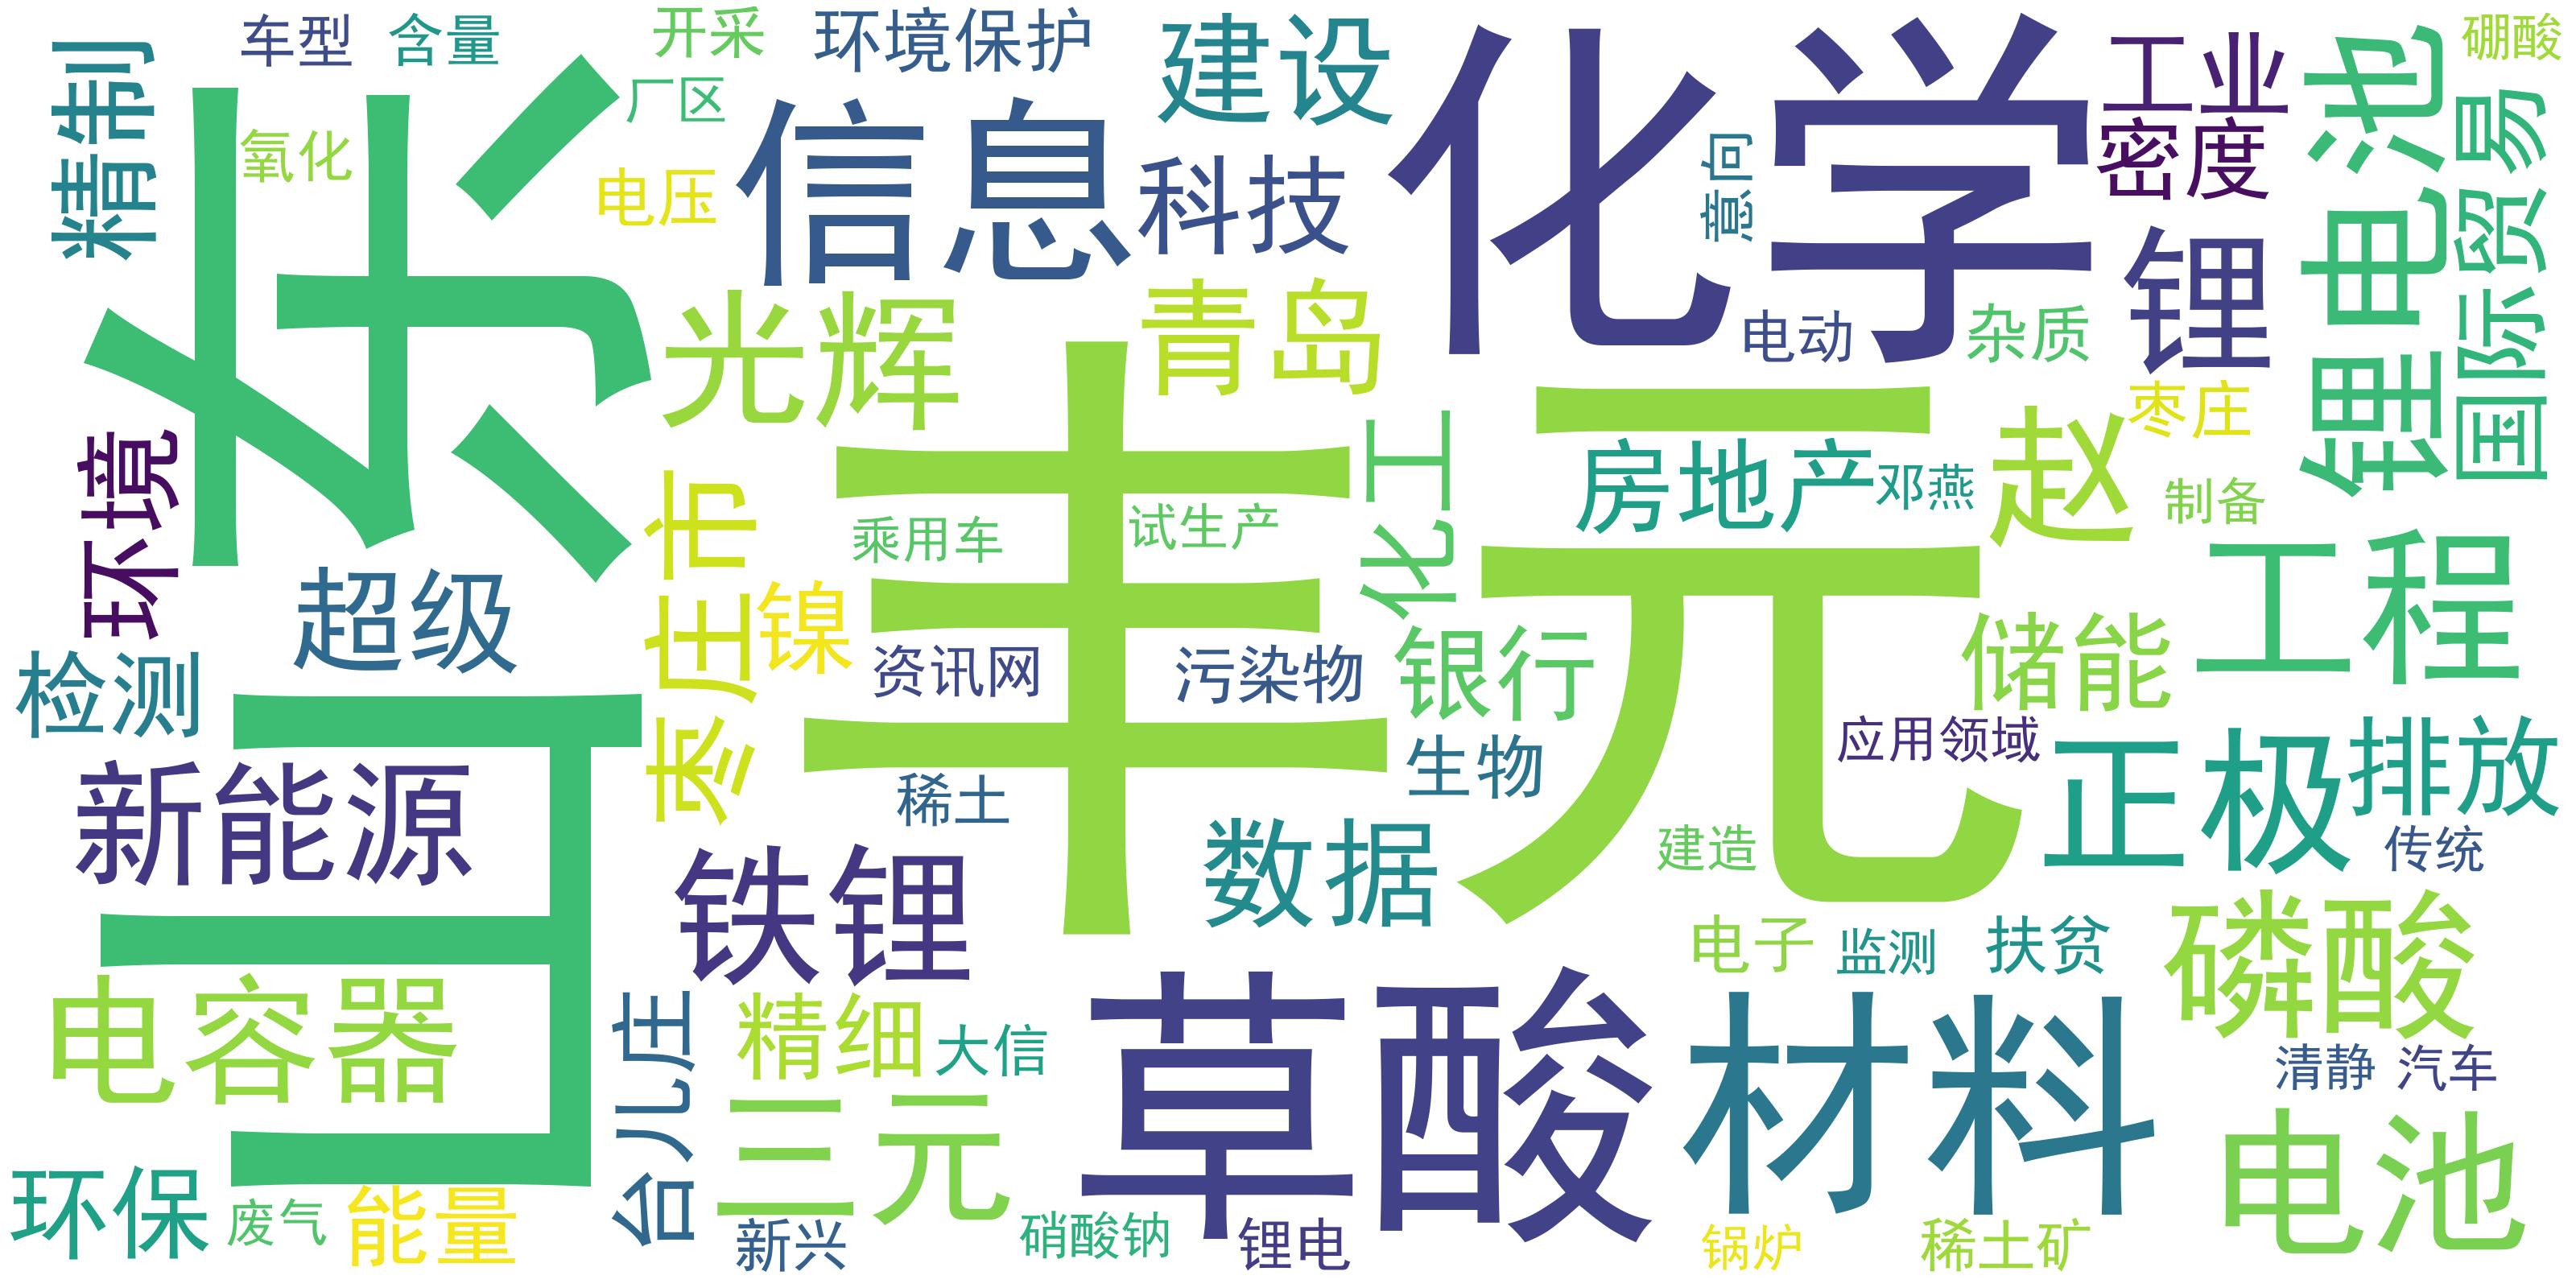 精制
车型
含量
开采
环境保护
建设
化学
工业
锂电池
硼酸
厂区
氧化
山东
电压
信息
科技
意向
密度
国际贸易
锂
光辉
青岛
电动
杂质
枣庄
环境
丰元
化工
房地产
邓燕
赵
制备
枣庄市
乘用车
试生产
工程
超级
镍
检测
资讯网
污染物
银行
储能
新能源
稀土
生物
应用领域
正极
排放
铁锂
数据
建造
传统
电容器
电子
监测
扶贫
磷酸
台儿庄
精细
大信
草酸
材料
清静
汽车
三元
电池
环保
废气
能量
新兴
硝酸钠
锂电
锅炉
稀土矿